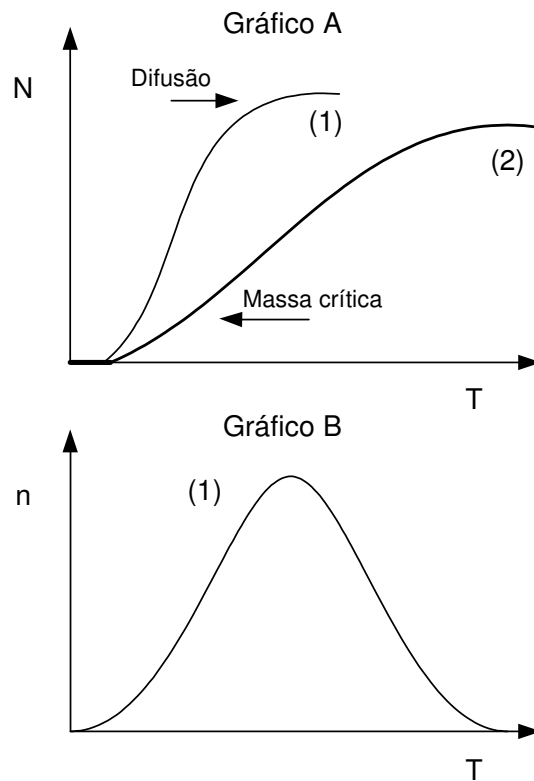 Gráfico A
N
Difusão
(1)
(2)
Massa crítica
T
Gráfico B
n
(1)
T